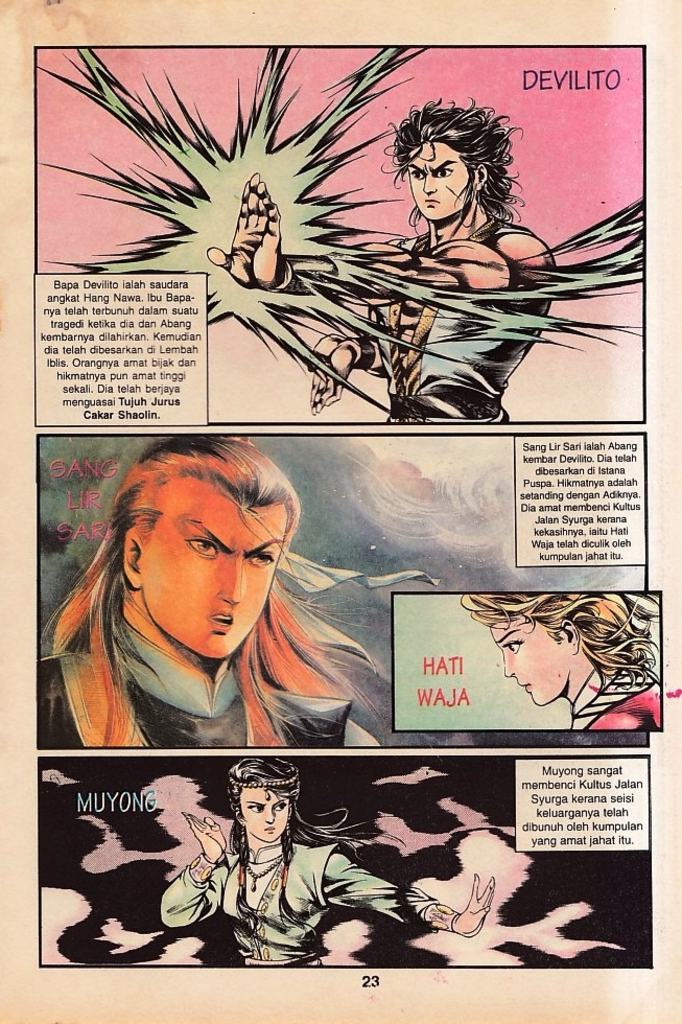 DEVILITO
Bapa Devilito ialah saudara
angkat Hang Nawa. Ibu Bapa-
nya telah terbunuh dalam suatu
tragedi ketika dia dan Abang
kembarnya dilahirkan. Kemudian
dia telah dibesarkan di Lembah
Iblis. Orangnya amat bijak dan
hikmatnya pun amat tinggi
sekali. Dia telah berjaya
menguasai Tujuh Jurus
Cakar Shaolin.
SANG
LIR
SARI
Sang Lir Sari ialah Abang
kembar Devilito. Dia telah
dibesarkan di Istana
Puspa. Hikmatnya adalah
setanding dengan Adiknya.
Dia amat membenci Kultus
Jalan Syurga kerana
kekasihnya, iaitu Hati
Waja telah diculik oleh
kumpulan jahat itu.
HATI
WAJA
MUYONG
Muyong sangat
membenci Kultus Jalan
Syurga kerana seisi
keluarganya telah
dibunuh oleh kumpulan
yang amat jahat itu.
23